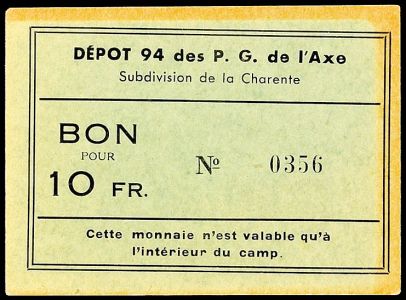 DÉPOT 94 des P. G. de l'Axe
Subdivision de la Charente
BON
POUR
10 FR.
Nº 0356
Cette monnaie n'est valable qu'à
l'intérieur du camp.